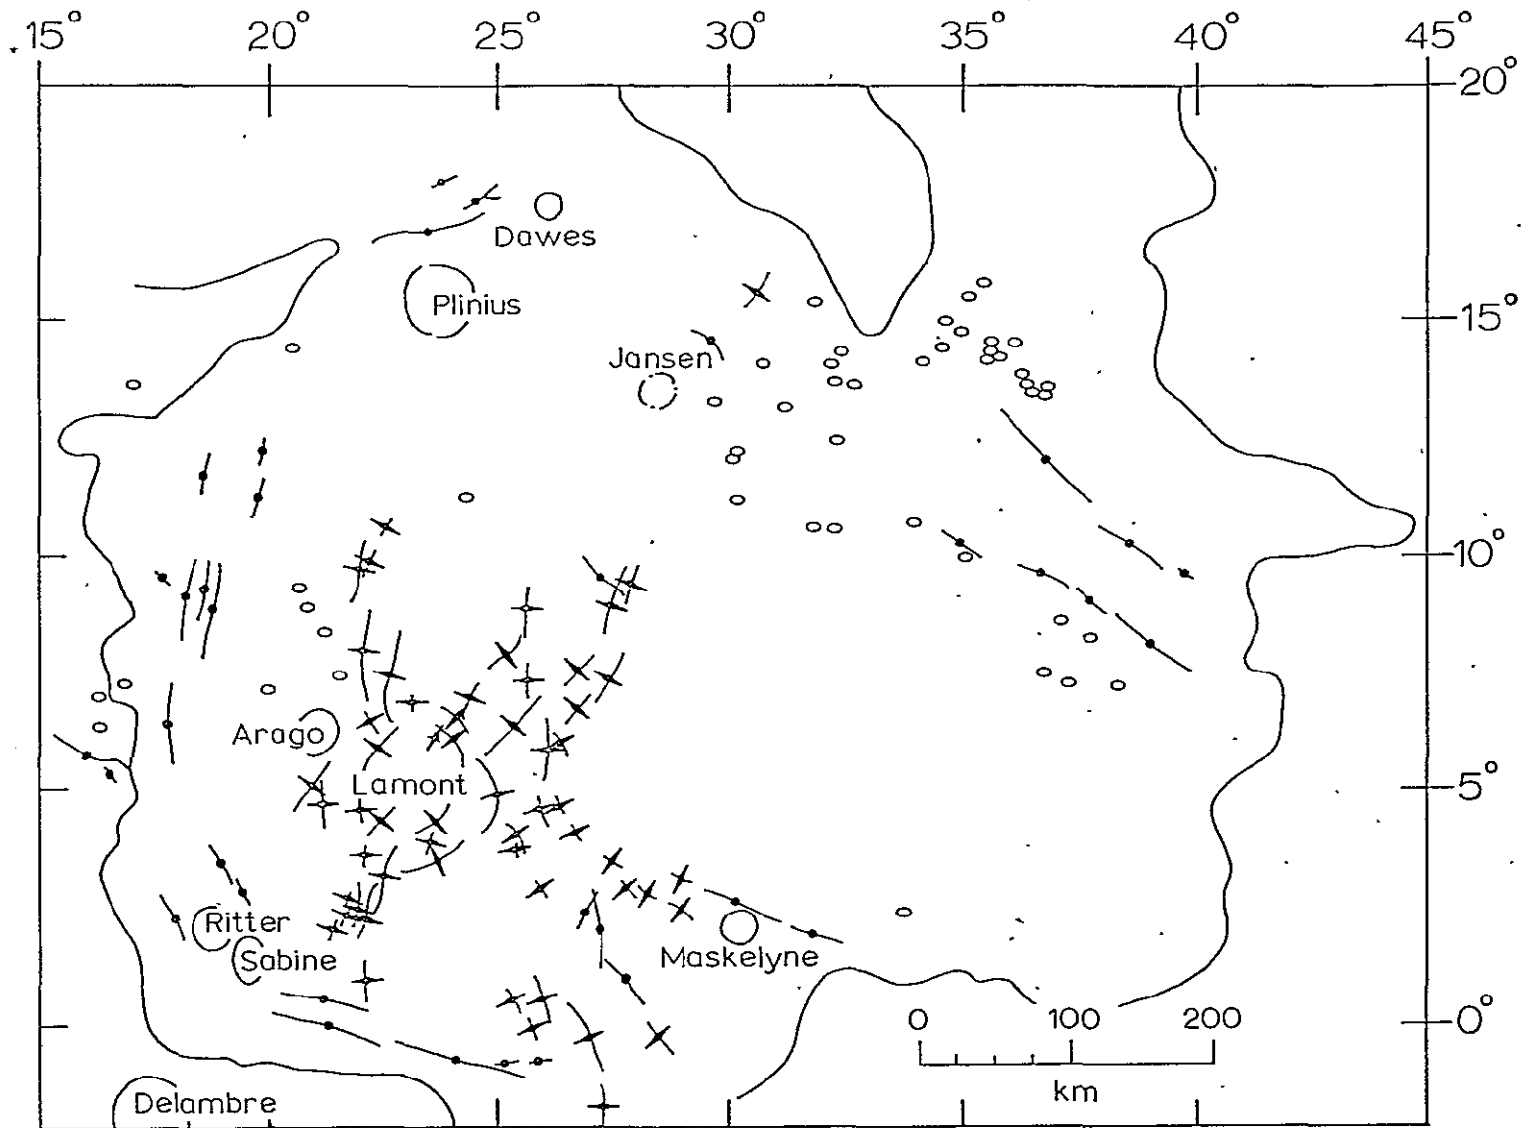 15° 20° 25° 30° 35° 40° 45°
20°
Dawes
Plinius
15°
Jansen
10°
Arago
Lamont
5°
Ritter
Sabine
Maskelyne
0 100 200
0°
km
Delambre